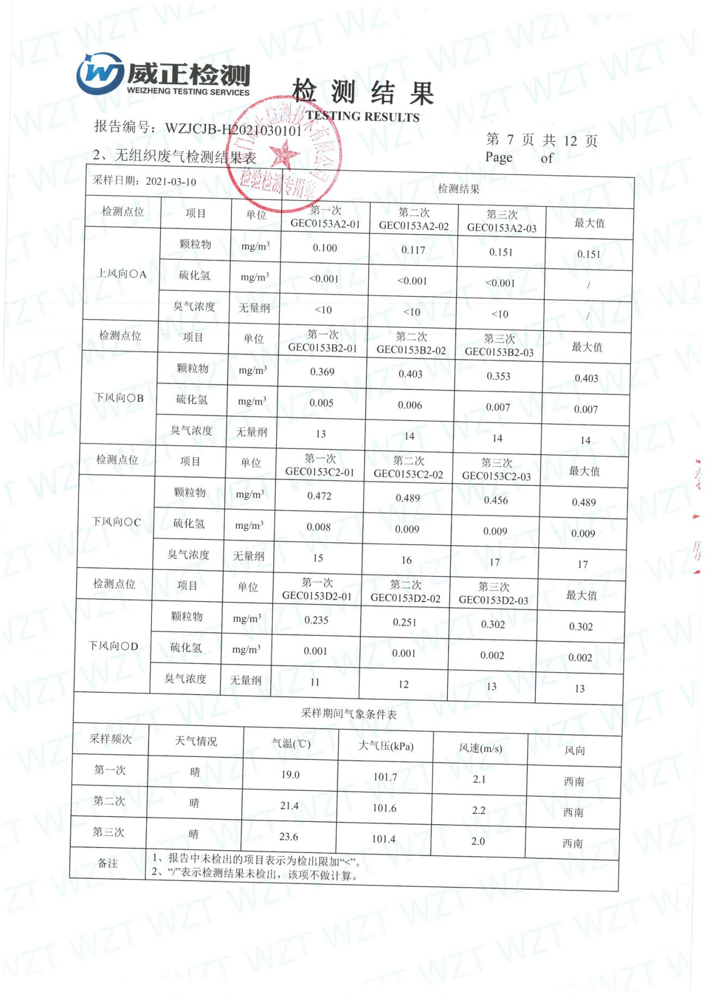 威正检测
WEIZHENG TESTING SERVICES
检测结果
TESTING RESULTS
报告编号：WZJCJB-H2021030101
第 7 页 共 12 页
Page of
2、无组织废气检测结果表
检验检测专用章
采样日期：2021-03-10 检测结果
检测点位 项目 单位 第一次 GEC0153A2-01 第二次 GEC0153A2-02 第三次 GEC0153A2-03 最大值
上风向〇A 颗粒物 mg/m³ 0.100 0.117 0.151 0.151
硫化氢 mg/m³ <0.001 <0.001 <0.001 /
臭气浓度 无量纲 <10 <10 <10 /
检测点位 项目 单位 第一次 GEC0153B2-01 第二次 GEC0153B2-02 第三次 GEC0153B2-03 最大值
下风向〇B 颗粒物 mg/m³ 0.369 0.403 0.353 0.403
硫化氢 mg/m³ 0.005 0.006 0.007 0.007
臭气浓度 无量纲 13 14 14 14
检测点位 项目 单位 第一次 GEC0153C2-01 第二次 GEC0153C2-02 第三次 GEC0153C2-03 最大值
下风向〇C 颗粒物 mg/m³ 0.472 0.489 0.456 0.489
硫化氢 mg/m³ 0.008 0.009 0.009 0.009
臭气浓度 无量纲 15 16 17 17
检测点位 项目 单位 第一次 GEC0153D2-01 第二次 GEC0153D2-02 第三次 GEC0153D2-03 最大值
下风向〇D 颗粒物 mg/m³ 0.235 0.251 0.302 0.302
硫化氢 mg/m³ 0.001 0.001 0.002 0.002
臭气浓度 无量纲 11 12 13 13
采样期间气象条件表
采样频次 天气情况 气温(℃) 大气压(kPa) 风速(m/s) 风向
第一次 晴 19.0 101.7 2.1 西南
第二次 晴 21.4 101.6 2.2 西南
第三次 晴 23.6 101.4 2.0 西南
备注 1、报告中未检出的项目表示为检出限加“<”。
2、“/”表示检测结果未检出，该项不做计算。